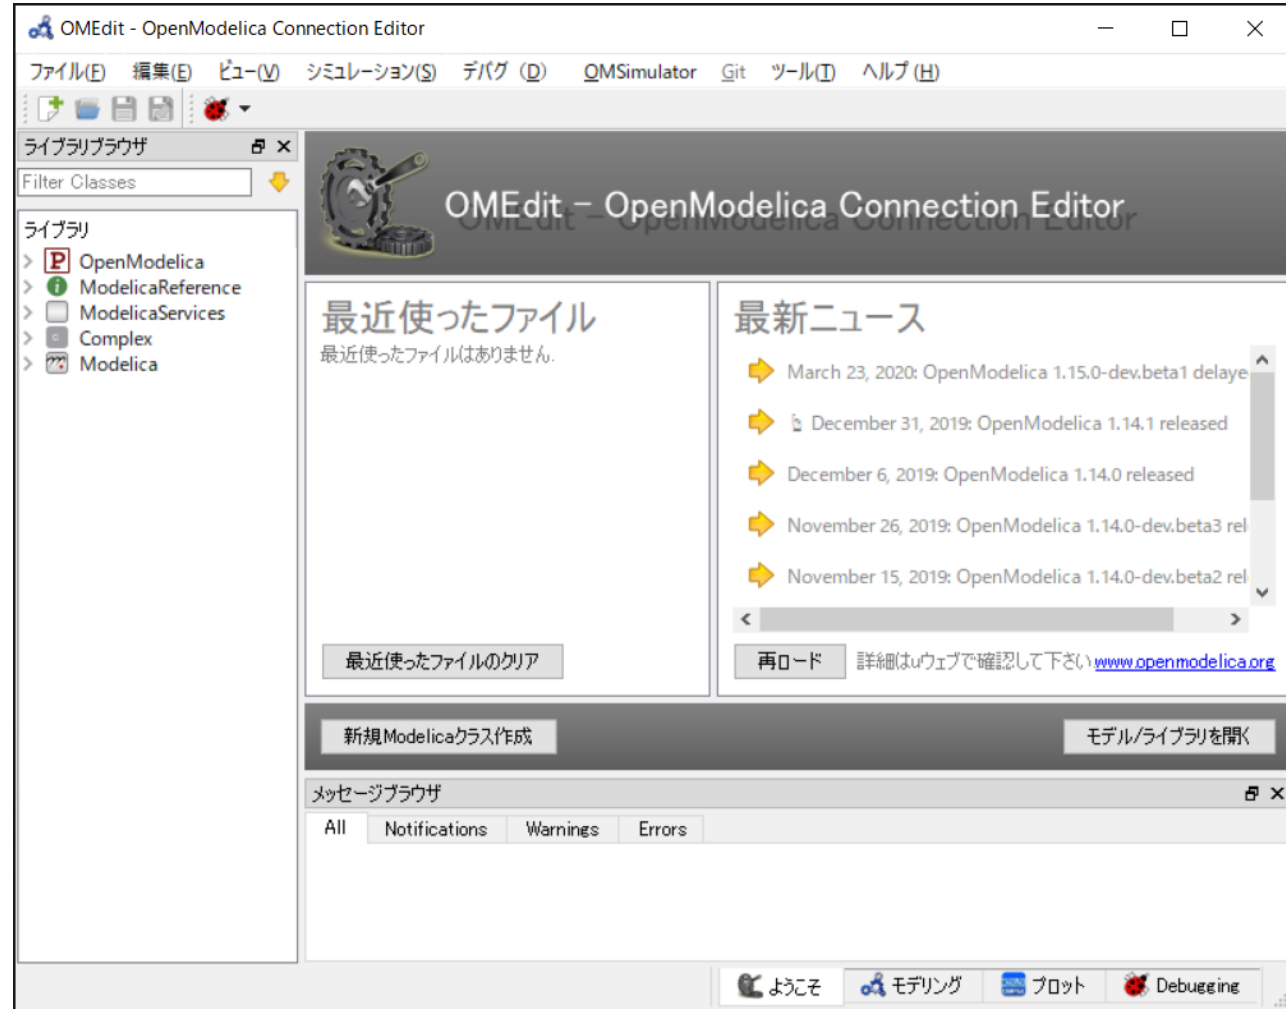 OMEdit - OpenModelica Connection Editor
ファイル(F) 編集(E) ビュー(V) シミュレーション(S) デバグ（D） OMSimulator Git ツール(T) ヘルプ(H)
ライブラリブラウザ
Filter Classes
ライブラリ
OpenModelica
ModelicaReference
ModelicaServices
Complex
Modelica
OMEdit - OpenModelica Connection Editor
最近使ったファイル
最近使ったファイルはありません.
最近使ったファイルのクリア
最新ニュース
March 23, 2020: OpenModelica 1.15.0-dev.beta1 delaye
December 31, 2019: OpenModelica 1.14.1 released
December 6, 2019: OpenModelica 1.14.0 released
November 26, 2019: OpenModelica 1.14.0-dev.beta3 rel
November 15, 2019: OpenModelica 1.14.0-dev.beta2 rel
再ロード 詳細はuウェブで確認して下さい www.openmodelica.org
新規Modelicaクラス作成 モデル/ライブラリを開く
メッセージブラウザ
All Notifications Warnings Errors
ようこそ モデリング プロット Debugging